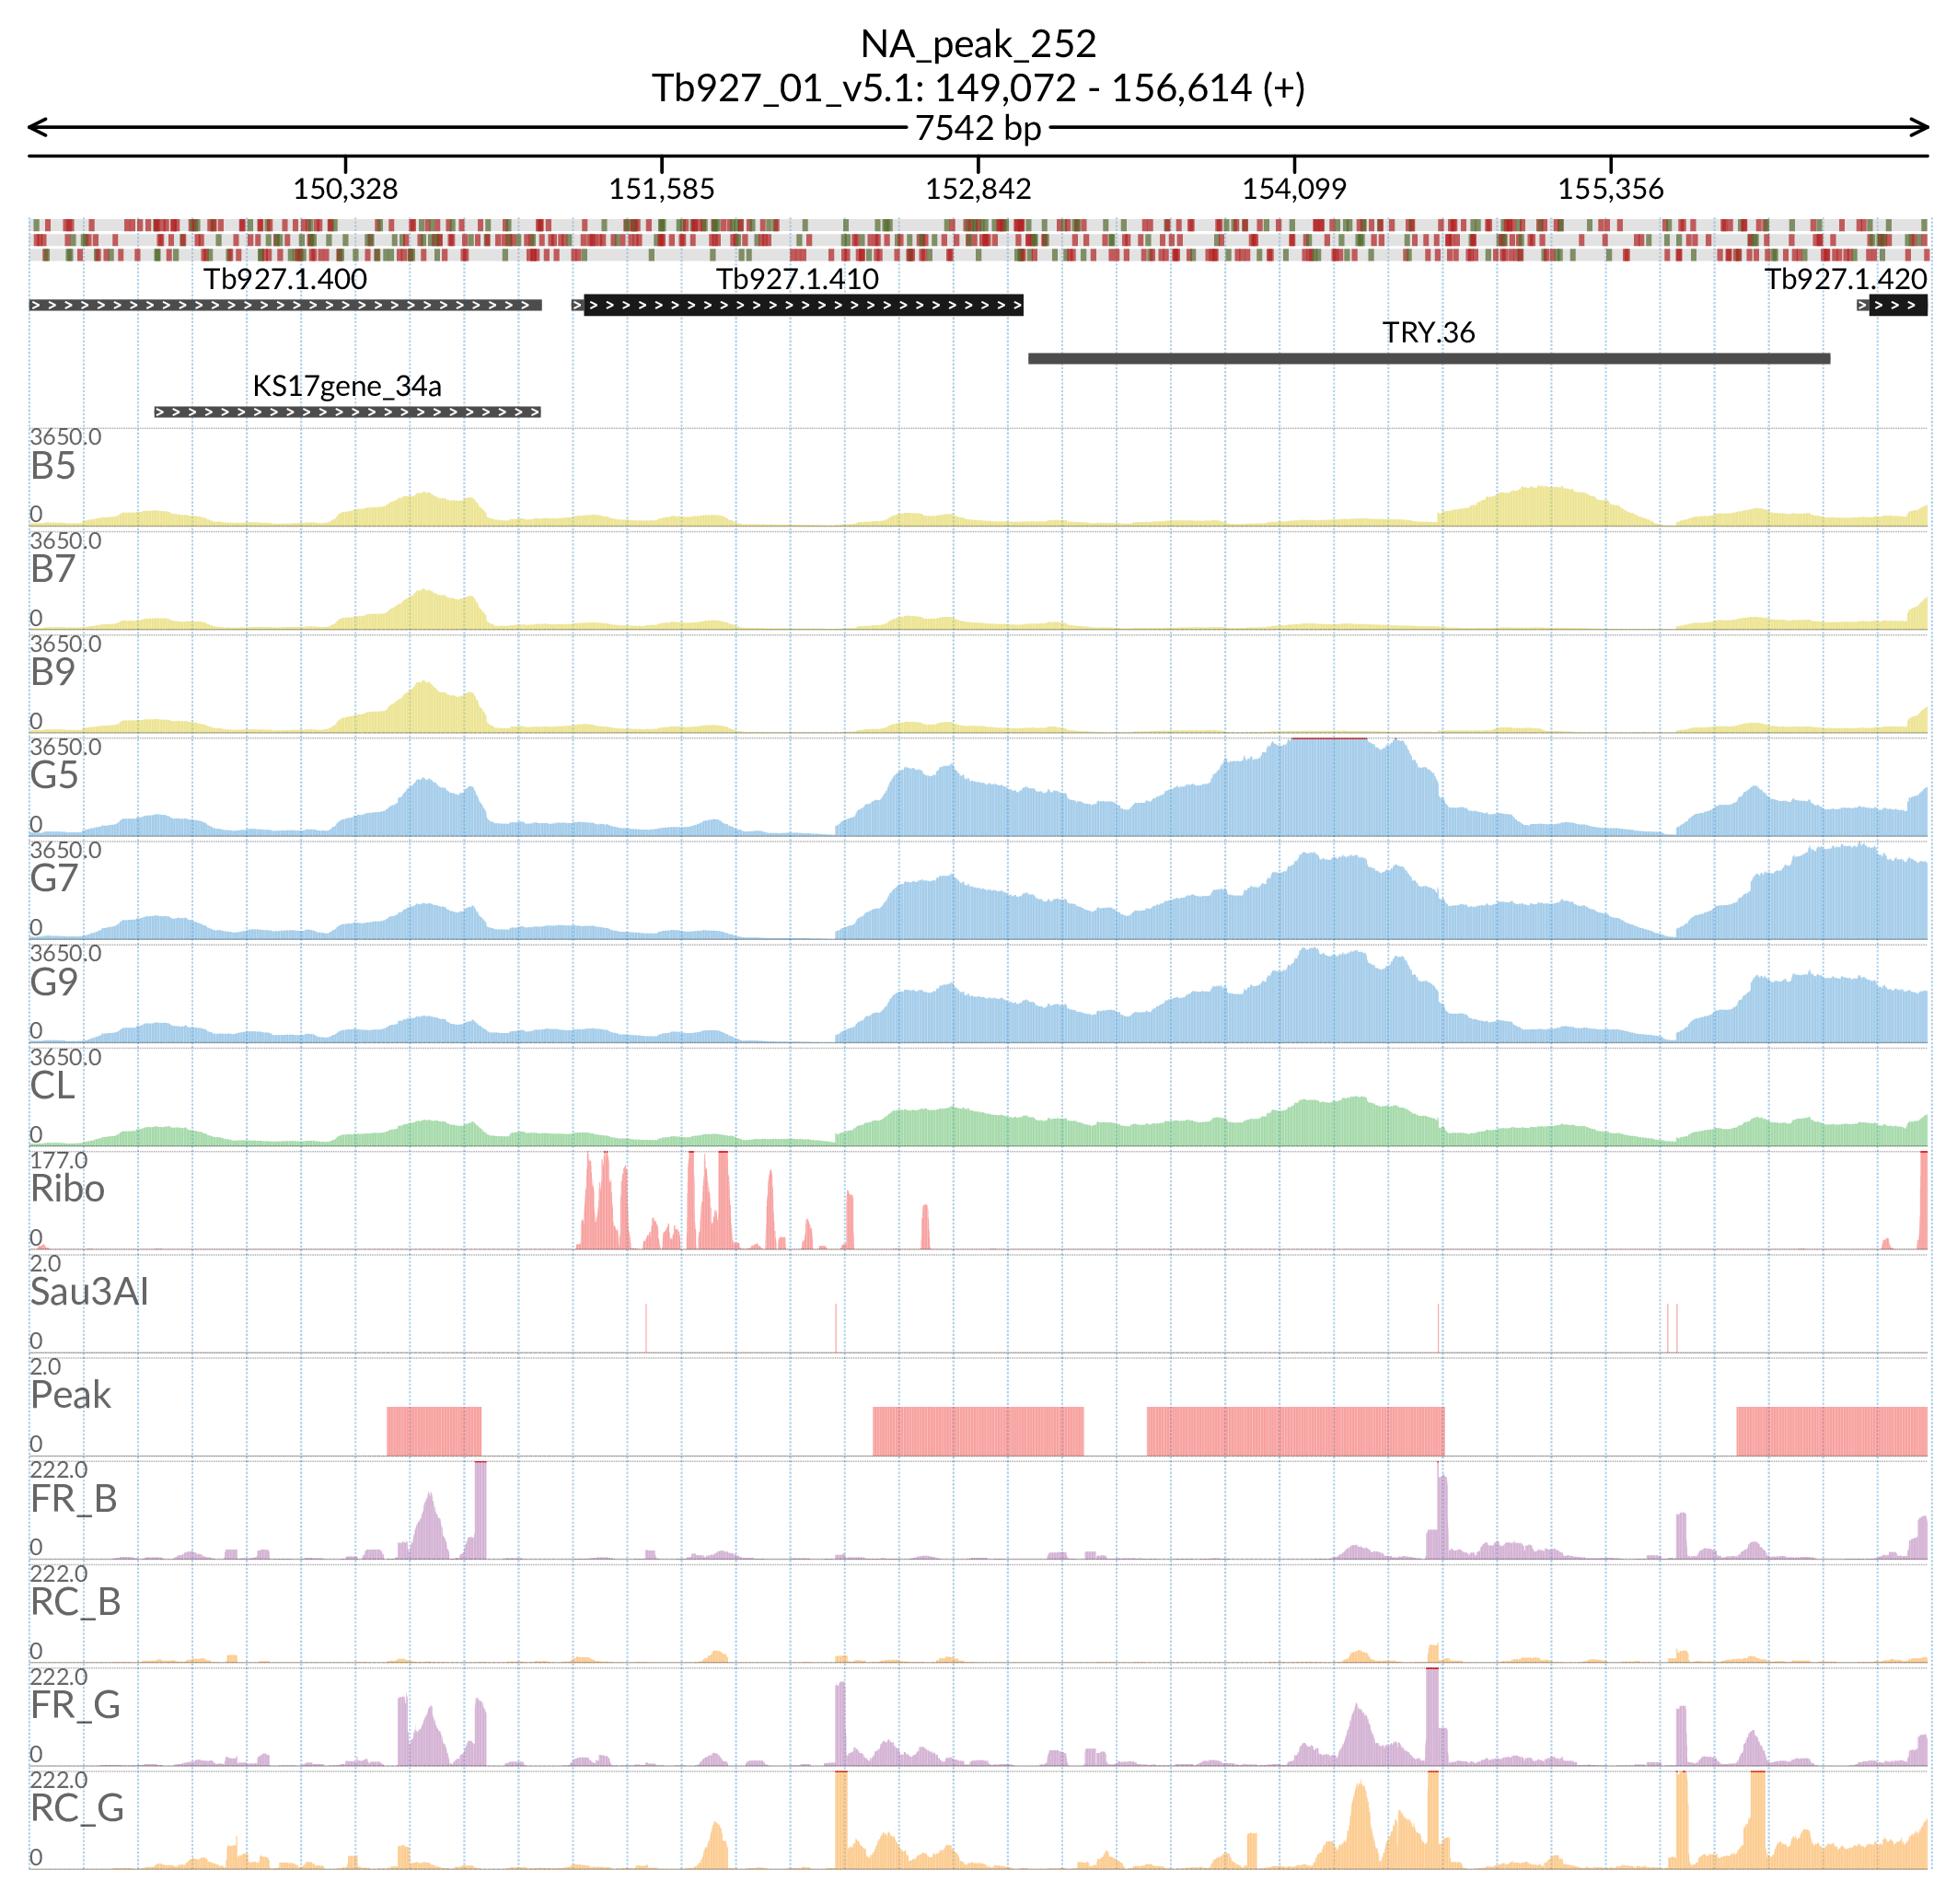 NA_peak_252
Tb927_01_v5.1: 149,072 - 156,614 (+)
7542 bp
150,328 151,585 152,842 154,099 155,356
Tb927.1.400 Tb927.1.410 Tb927.1.420
TRY.36
KS17gene_34a
3650.0
B5
0
3650.0
B7
0
3650.0
B9
0
3650.0
G5
0
3650.0
G7
0
3650.0
G9
0
3650.0
CL
0
177.0
Ribo
0
2.0
Sau3AI
0
2.0
Peak
0
222.0
FR_B
0
222.0
RC_B
0
222.0
FR_G
0
222.0
RC_G
0